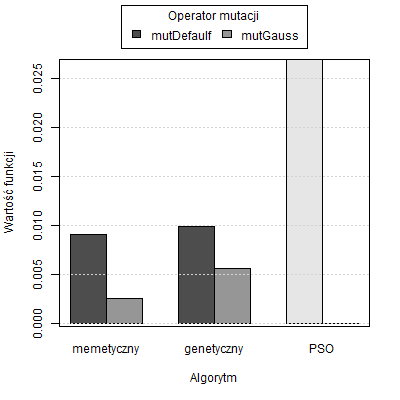 Operator mutacji
mutDefaulf mutGauss
Wartość funkcji
0.025
0.020
0.015
0.010
0.005
0.000
memetyczny genetyczny PSO
Algorytm